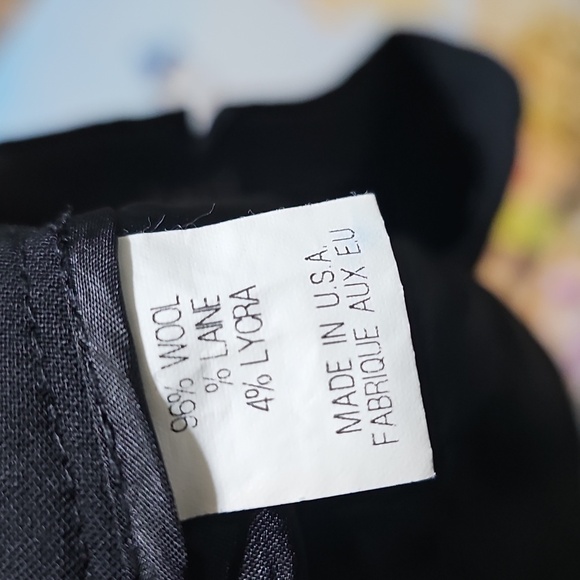 96% WOOL
% LAINE
4% LYCRA
MADE IN U.S.A.
FABRIQUE AUX EU